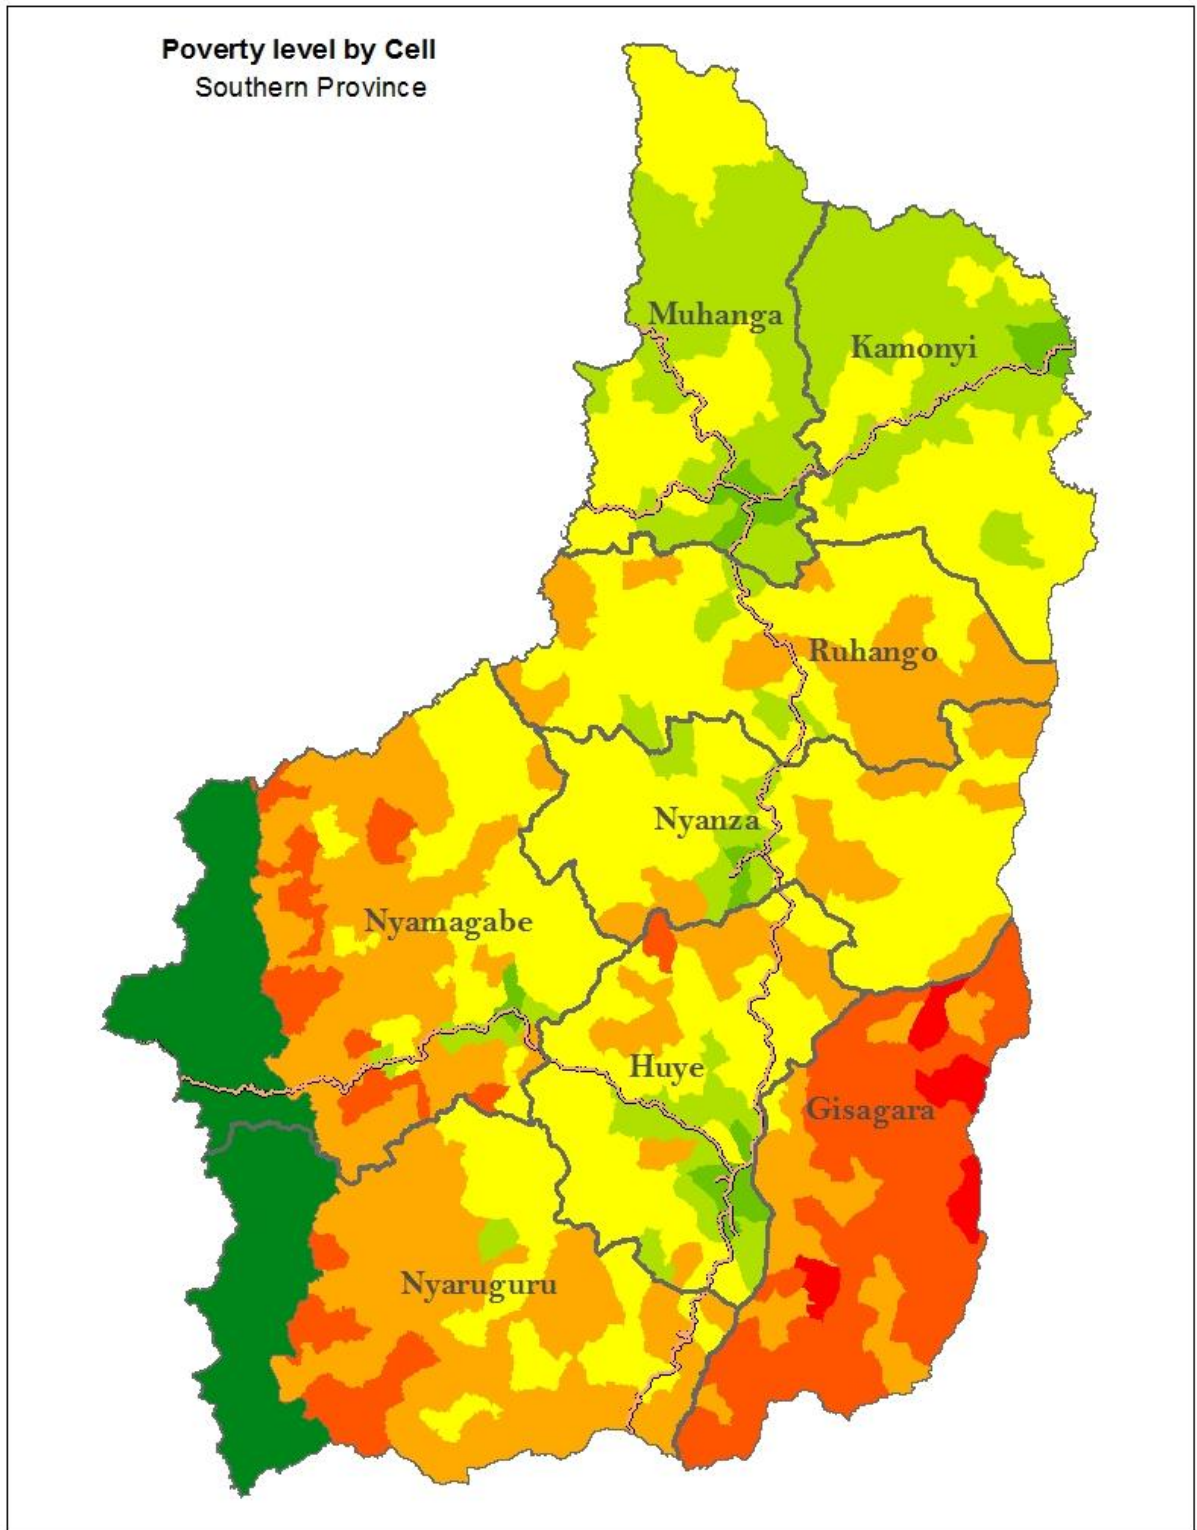 Poverty level by Cell
Southern Province
Muhanga
Kamonyi
Ruhango
Nyanza
Nyamagabe
Huye
Gisagara
Nyaruguru